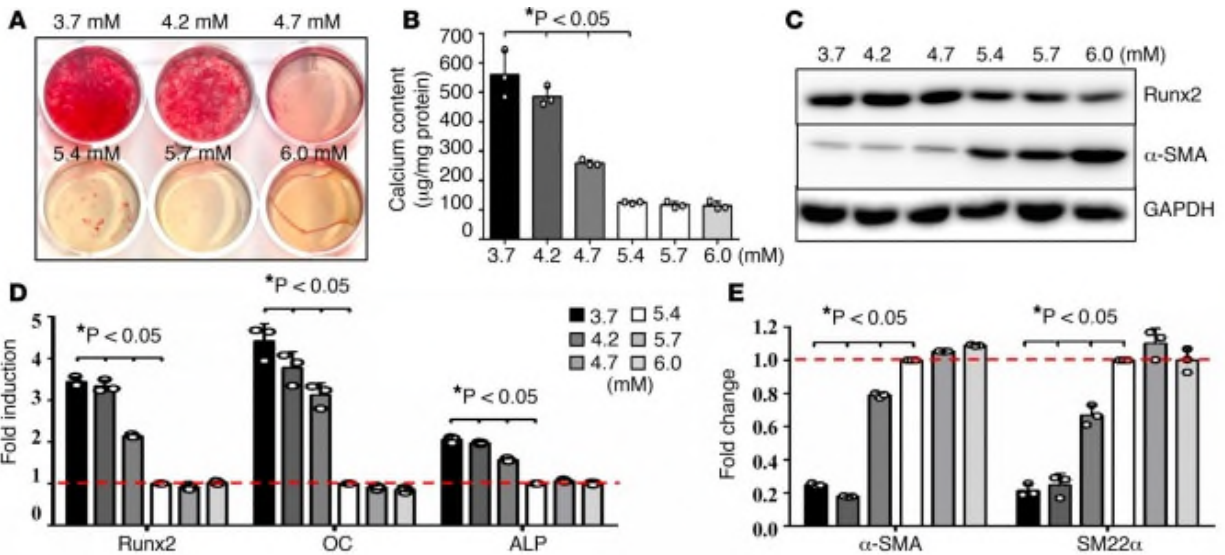 A
3.7 mM 4.2 mM 4.7 mM
5.4 mM 5.7 mM 6.0 mM
B
*P < 0.05
Calcium content
(μg/mg protein)
700
600
500
400
300
200
100
0
3.7 4.2 4.7 5.4 5.7 6.0 (mM)
C
3.7 4.2 4.7 5.4 5.7 6.0 (mM)
Runx2
α-SMA
GAPDH
D
*P < 0.05
*P < 0.05
*P < 0.05
Fold induction
5
4
3
2
1
0
Runx2 OC ALP
3.7 5.4
4.2 5.7
4.7 6.0
(mM)
E
*P < 0.05 *P < 0.05
Fold change
1.2
1.0
0.8
0.6
0.4
0.2
0.0
α-SMA SM22α